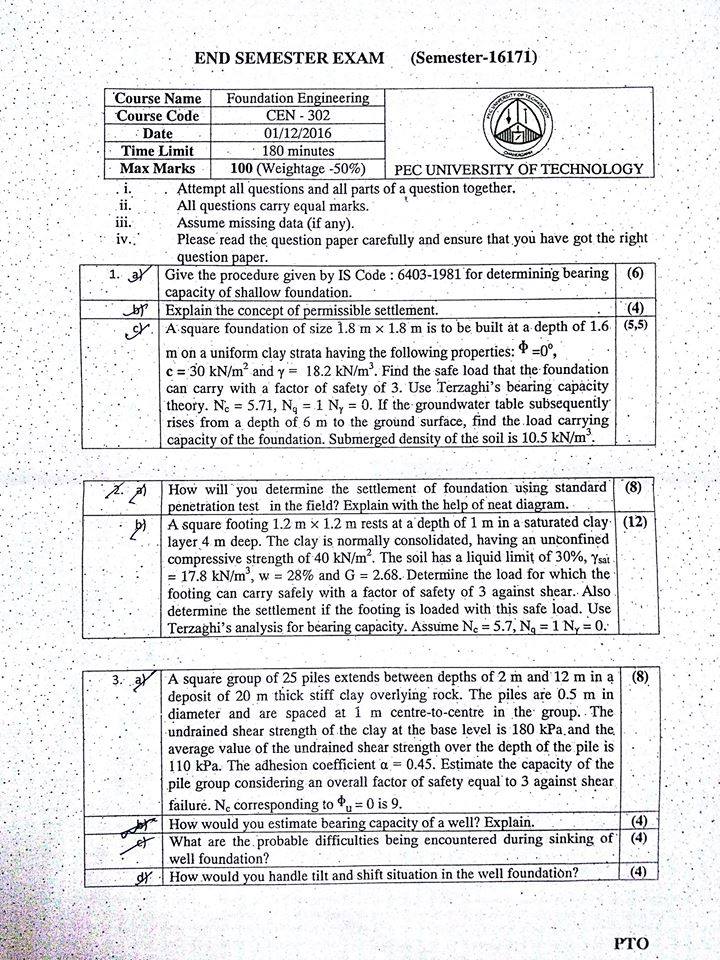 END SEMESTER EXAM (Semester-16171)
Course Name Foundation Engineering
Course Code CEN - 302
Date 01/12/2016
Time Limit 180 minutes
Max Marks 100 (Weightage -50%) PEC UNIVERSITY OF TECHNOLOGY
PEC UNIVERSITY OF TECHNOLOGY
CHANDIGARH
i. Attempt all questions and all parts of a question together.
ii. All questions carry equal marks.
iii. Assume missing data (if any).
iv. Please read the question paper carefully and ensure that you have got the right
question paper.
1. a) Give the procedure given by IS Code : 6403-1981 for determining bearing (6)
capacity of shallow foundation.
b) Explain the concept of permissible settlement. (4)
c) A square foundation of size 1.8 m × 1.8 m is to be built at a depth of 1.6 (5,5)
m on a uniform clay strata having the following properties: Φ =0°,
c = 30 kN/m² and γ = 18.2 kN/m³. Find the safe load that the foundation
can carry with a factor of safety of 3. Use Terzaghi's bearing capacity
theory. Nc = 5.71, Nq = 1 Nγ = 0. If the groundwater table subsequently
rises from a depth of 6 m to the ground surface, find the load carrying
capacity of the foundation. Submerged density of the soil is 10.5 kN/m³.
2. a) How will you determine the settlement of foundation using standard (8)
penetration test in the field? Explain with the help of neat diagram.
b) A square footing 1.2 m × 1.2 m rests at a depth of 1 m in a saturated clay (12)
layer 4 m deep. The clay is normally consolidated, having an unconfined
compressive strength of 40 kN/m². The soil has a liquid limit of 30%, γsat
= 17.8 kN/m³, w = 28% and G = 2.68. Determine the load for which the
footing can carry safely with a factor of safety of 3 against shear. Also
determine the settlement if the footing is loaded with this safe load. Use
Terzaghi's analysis for bearing capacity. Assume Nc = 5.7, Nq = 1 Nγ = 0.
3. a) A square group of 25 piles extends between depths of 2 m and 12 m in a (8)
deposit of 20 m thick stiff clay overlying rock. The piles are 0.5 m in
diameter and are spaced at 1 m centre-to-centre in the group. The
undrained shear strength of the clay at the base level is 180 kPa and the
average value of the undrained shear strength over the depth of the pile is
110 kPa. The adhesion coefficient α = 0.45. Estimate the capacity of the
pile group considering an overall factor of safety equal to 3 against shear
failure. Nc corresponding to Φu = 0 is 9.
b) How would you estimate bearing capacity of a well? Explain. (4)
c) What are the probable difficulties being encountered during sinking of (4)
well foundation?
d) How would you handle tilt and shift situation in the well foundation? (4)
PTO